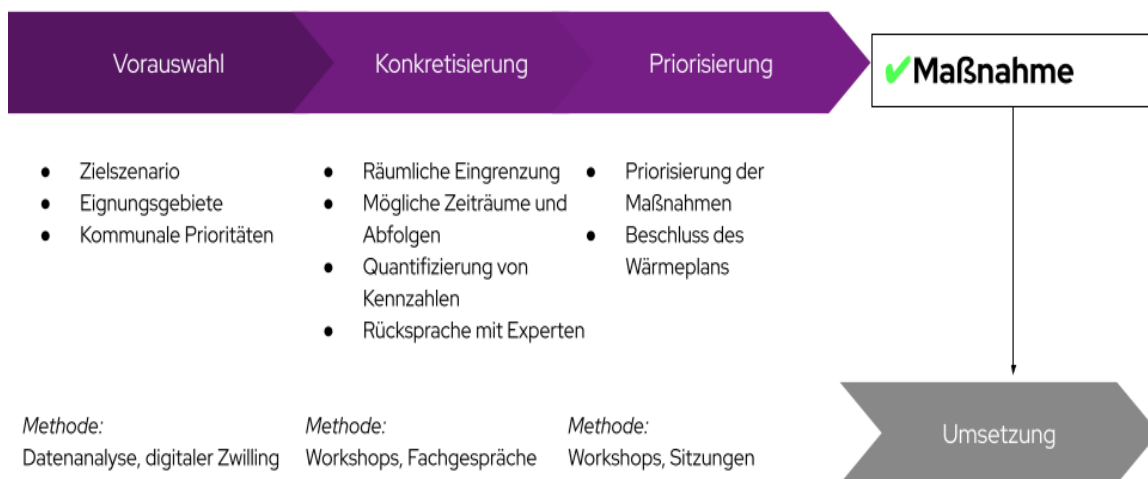 Vorauswahl
Konkretisierung
Priorisierung
✔Maßnahme
● Zielszenario
● Eignungsgebiete
● Kommunale Prioritäten
● Räumliche Eingrenzung
● Mögliche Zeiträume und
Abfolgen
● Quantifizierung von
Kennzahlen
● Rücksprache mit Experten
● Priorisierung der
Maßnahmen
● Beschluss des
Wärmeplans
Methode:
Datenanalyse, digitaler Zwilling
Methode:
Workshops, Fachgespräche
Methode:
Workshops, Sitzungen
Umsetzung